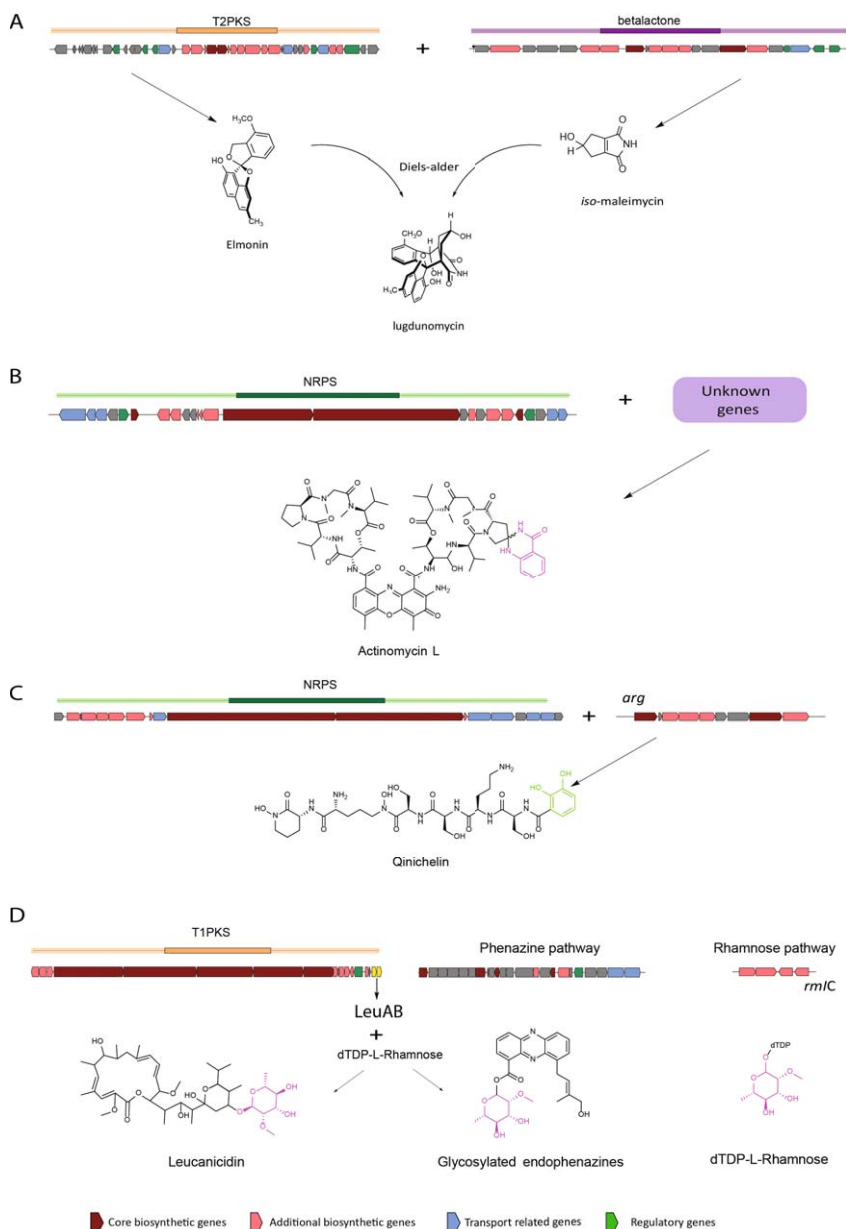 A
T2PKS
betalactone
+
Elmonin
Diels-alder
iso-maleimycin
lugdunomycin
H₃CO
O
HO
O
CH₃
HO
H
O
NH
O
CH₃O
H
H
OH
O
O
NH
OH
OH
O
H₃C
B
NRPS
+
Unknown
genes
Actinomycin L
C
NRPS
+
arg
Qinichelin
D
T1PKS
Phenazine pathway
Rhamnose pathway
rmlC
LeuAB
+
dTDP-L-Rhamnose
dTDP
Leucanicidin
Glycosylated endophenazines
dTDP-L-Rhamnose
Core biosynthetic genes
Additional biosynthetic genes
Transport related genes
Regulatory genes